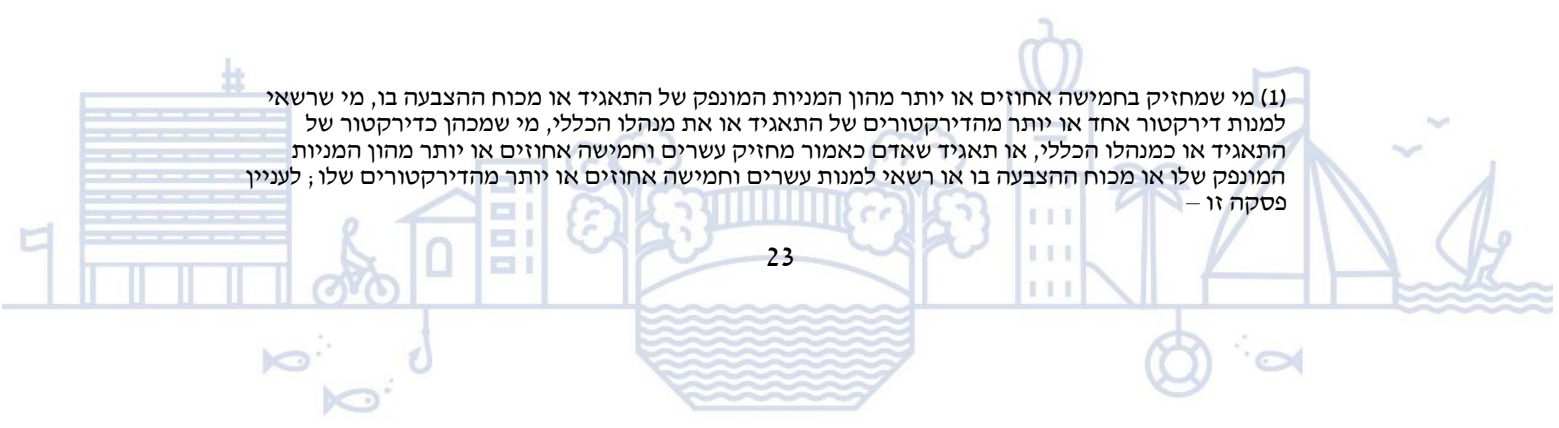 (1) מי שמחזיק בחמישה אחוזים או יותר מהון המניות המונפק של התאגיד או מכוח ההצבעה בו, מי שרשאי
למנות דירקטור אחד או יותר מהדירקטורים של התאגיד או את מנהלו הכללי, מי שמכהן כדירקטור של
התאגיד או כמנהלו הכללי, או תאגיד שאדם כאמור מחזיק עשרים וחמישה אחוזים או יותר מהון המניות
המונפק שלו או מכוח ההצבעה בו או רשאי למנות עשרים וחמישה אחוזים או יותר מהדירקטורים שלו ; לעניין
פסקה זו –
23